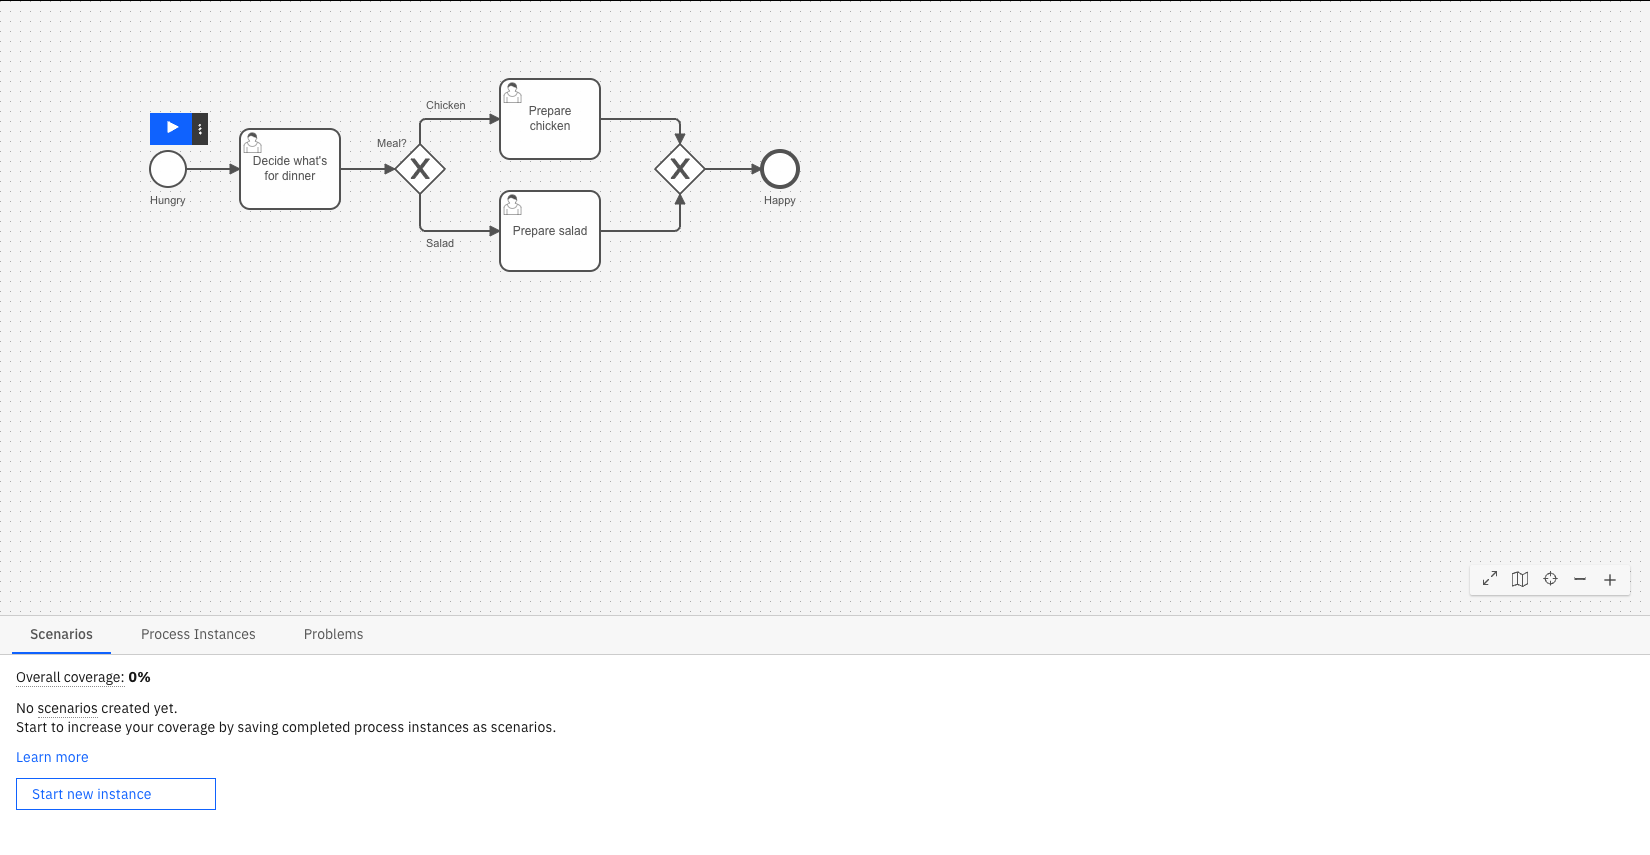 Chicken
Prepare
chicken
Meal?
Decide what's
for dinner
Hungry
Happy
Prepare salad
Salad
Scenarios
Process Instances
Problems
Overall coverage: 0%
No scenarios created yet.
Start to increase your coverage by saving completed process instances as scenarios.
Learn more
Start new instance